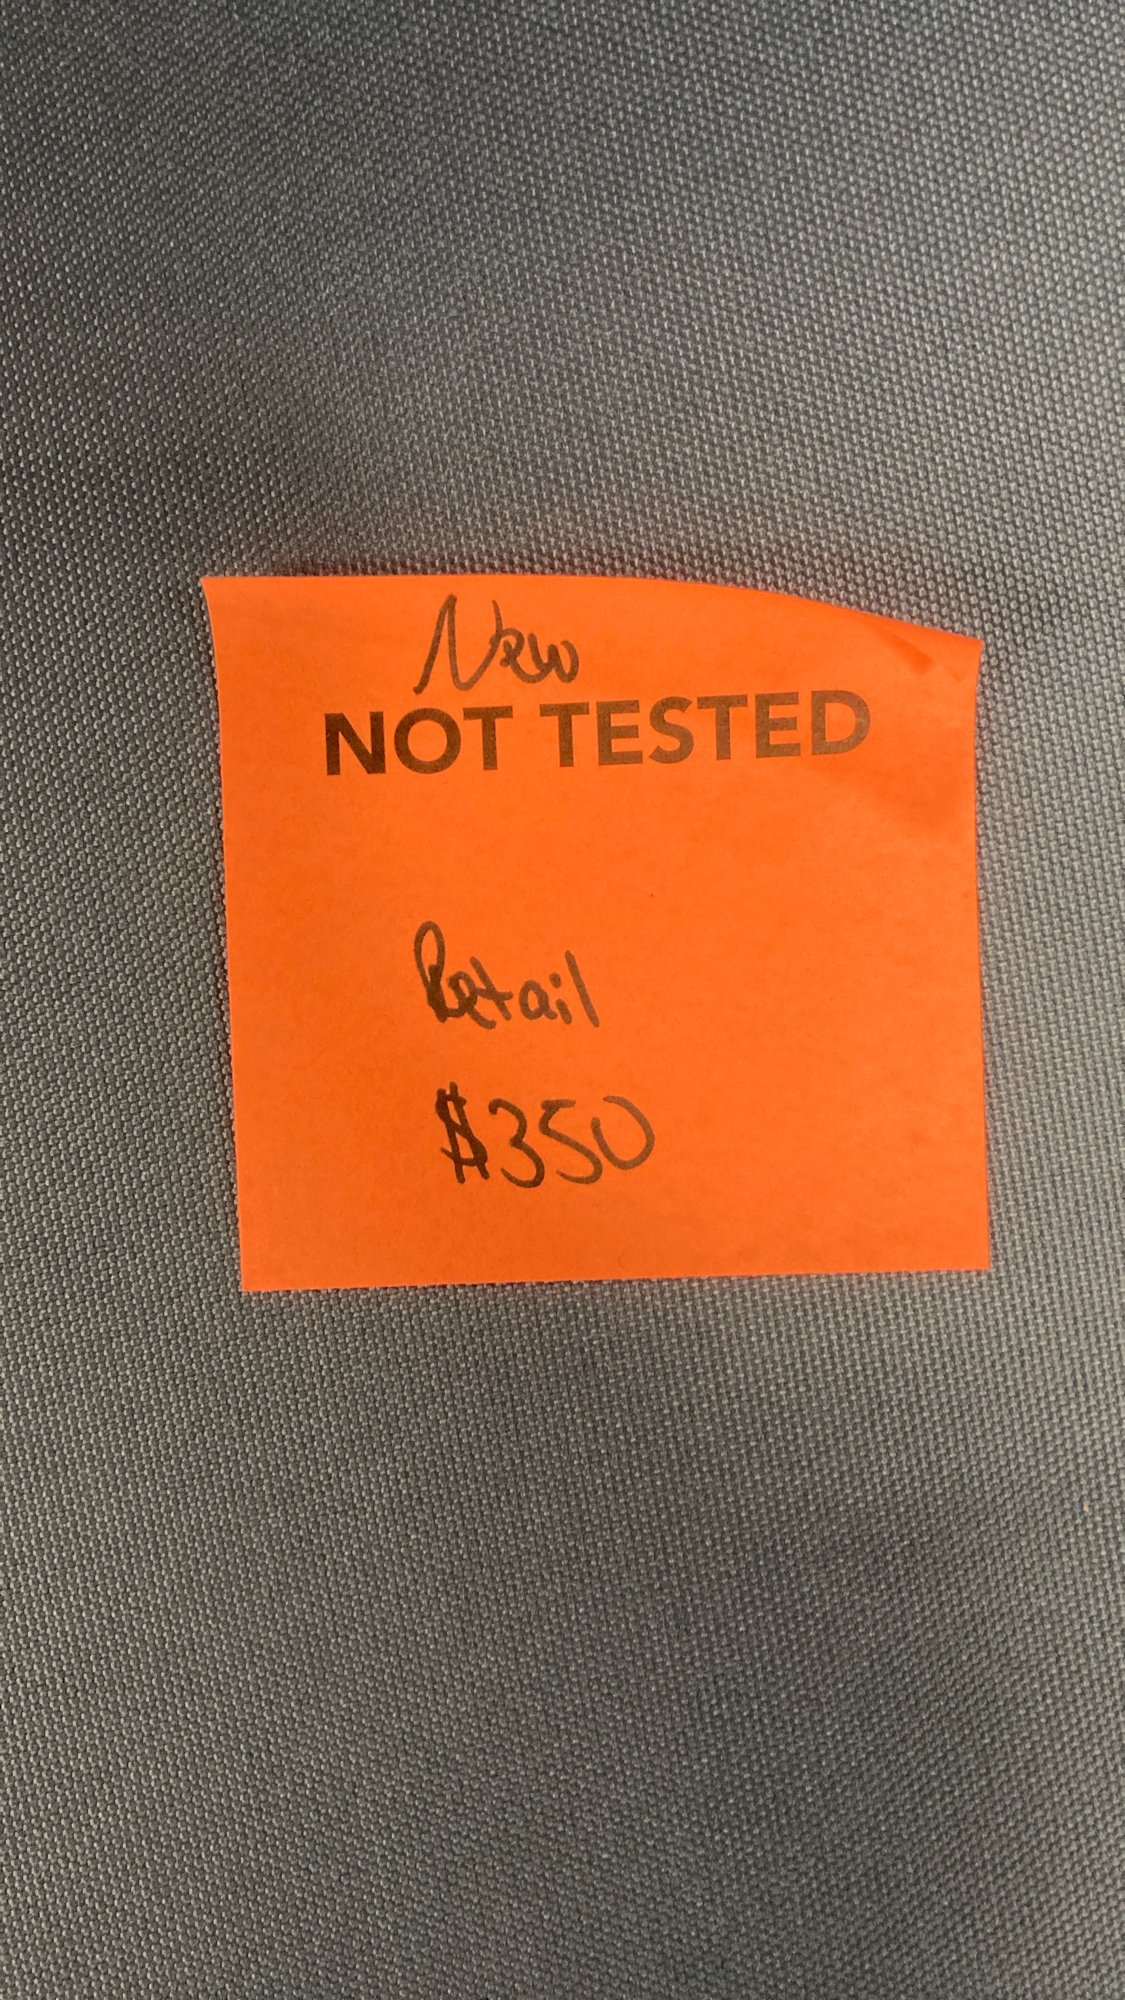 New
NOT TESTED
Retail
$350